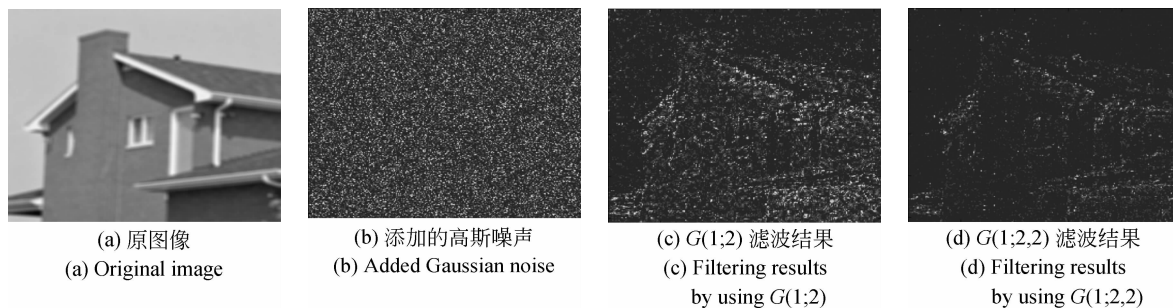 (a) 原图像
(a) Original image
(b) 添加的高斯噪声
(b) Added Gaussian noise
(c) G(1;2) 滤波结果
(c) Filtering results
by using G(1;2)
(d) G(1;2,2) 滤波结果
(d) Filtering results
by using G(1;2,2)